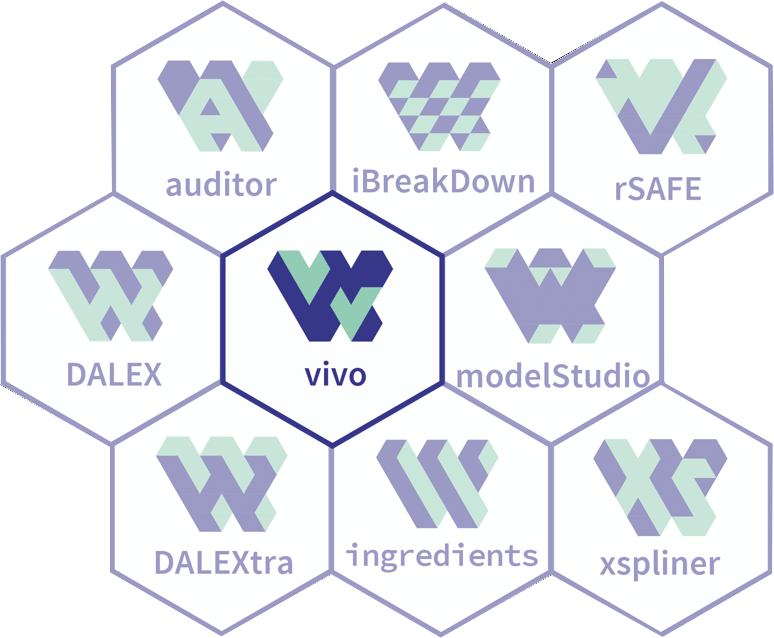 auditor
iBreakDown
rSAFE
DALEX
vivo
modelStudio
DALEXtra
ingredients
xspliner